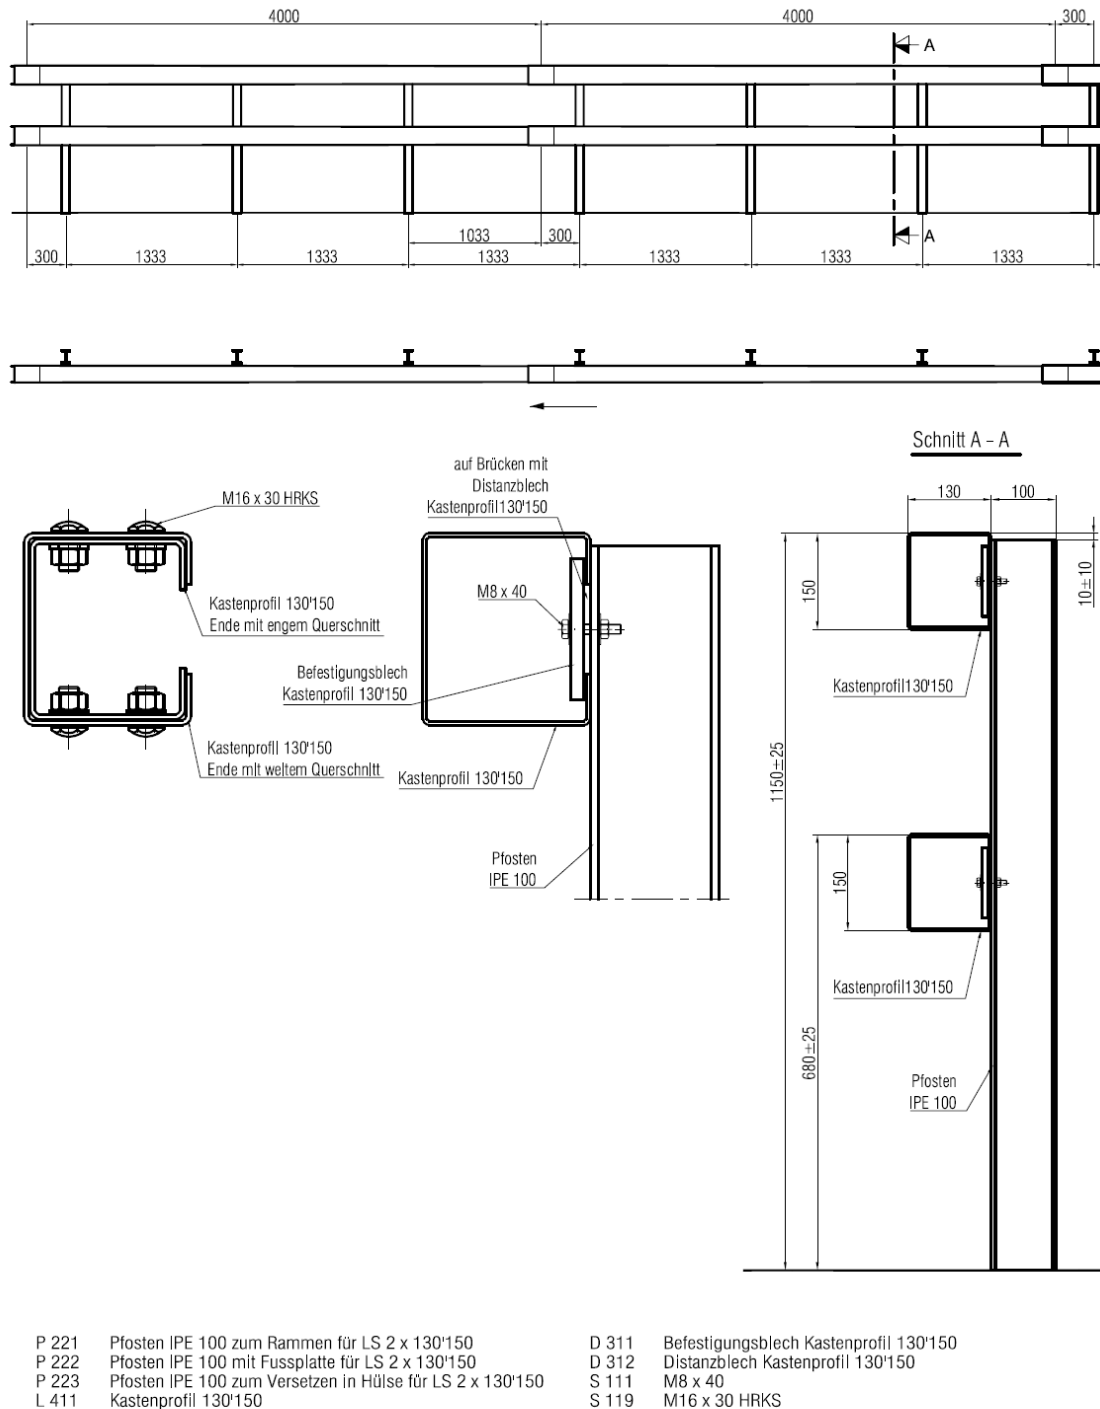 4000
4000
300
A
A
1033
300
300
1333
1333
1333
1333
1333
1333
Schnitt A – A
M16 x 30 HRKS
Kastenprofil 130'150
Ende mit engem Querschnitt
Kastenprofil 130'150
Ende mit weitem Querschnitt
auf Brücken mit
Distanzblech
Kastenprofil130'150
M8 x 40
Befestigungsblech
Kastenprofil 130'150
Kastenprofil 130'150
Pfosten
IPE 100
130
100
150
10±10
Kastenprofil130'150
1150±25
150
Kastenprofil130'150
680±25
Pfosten
IPE 100
P 221 Pfosten IPE 100 zum Rammen für LS 2 x 130'150
P 222 Pfosten IPE 100 mit Fussplatte für LS 2 x 130'150
P 223 Pfosten IPE 100 zum Versetzen in Hülse für LS 2 x 130'150
L 411 Kastenprofil 130'150
D 311 Befestigungsblech Kastenprofil 130'150
D 312 Distanzblech Kastenprofil 130'150
S 111 M8 x 40
S 119 M16 x 30 HRKS